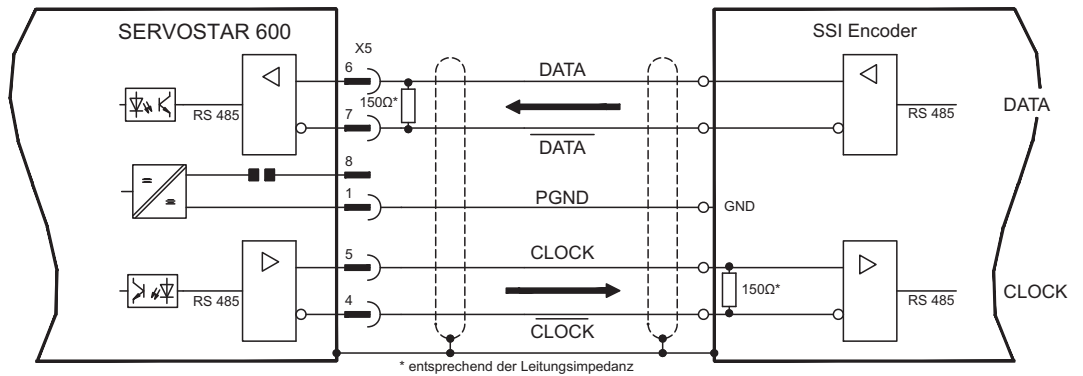 SERVOSTAR 600
X5
SSI Encoder
6
DATA
150Ω*
DATA
RS 485
7
RS 485
DATA
8
1
PGND
GND
5
CLOCK
150Ω*
RS 485
4
RS 485
CLOCK
CLOCK
* entsprechend der Leitungsimpedanz